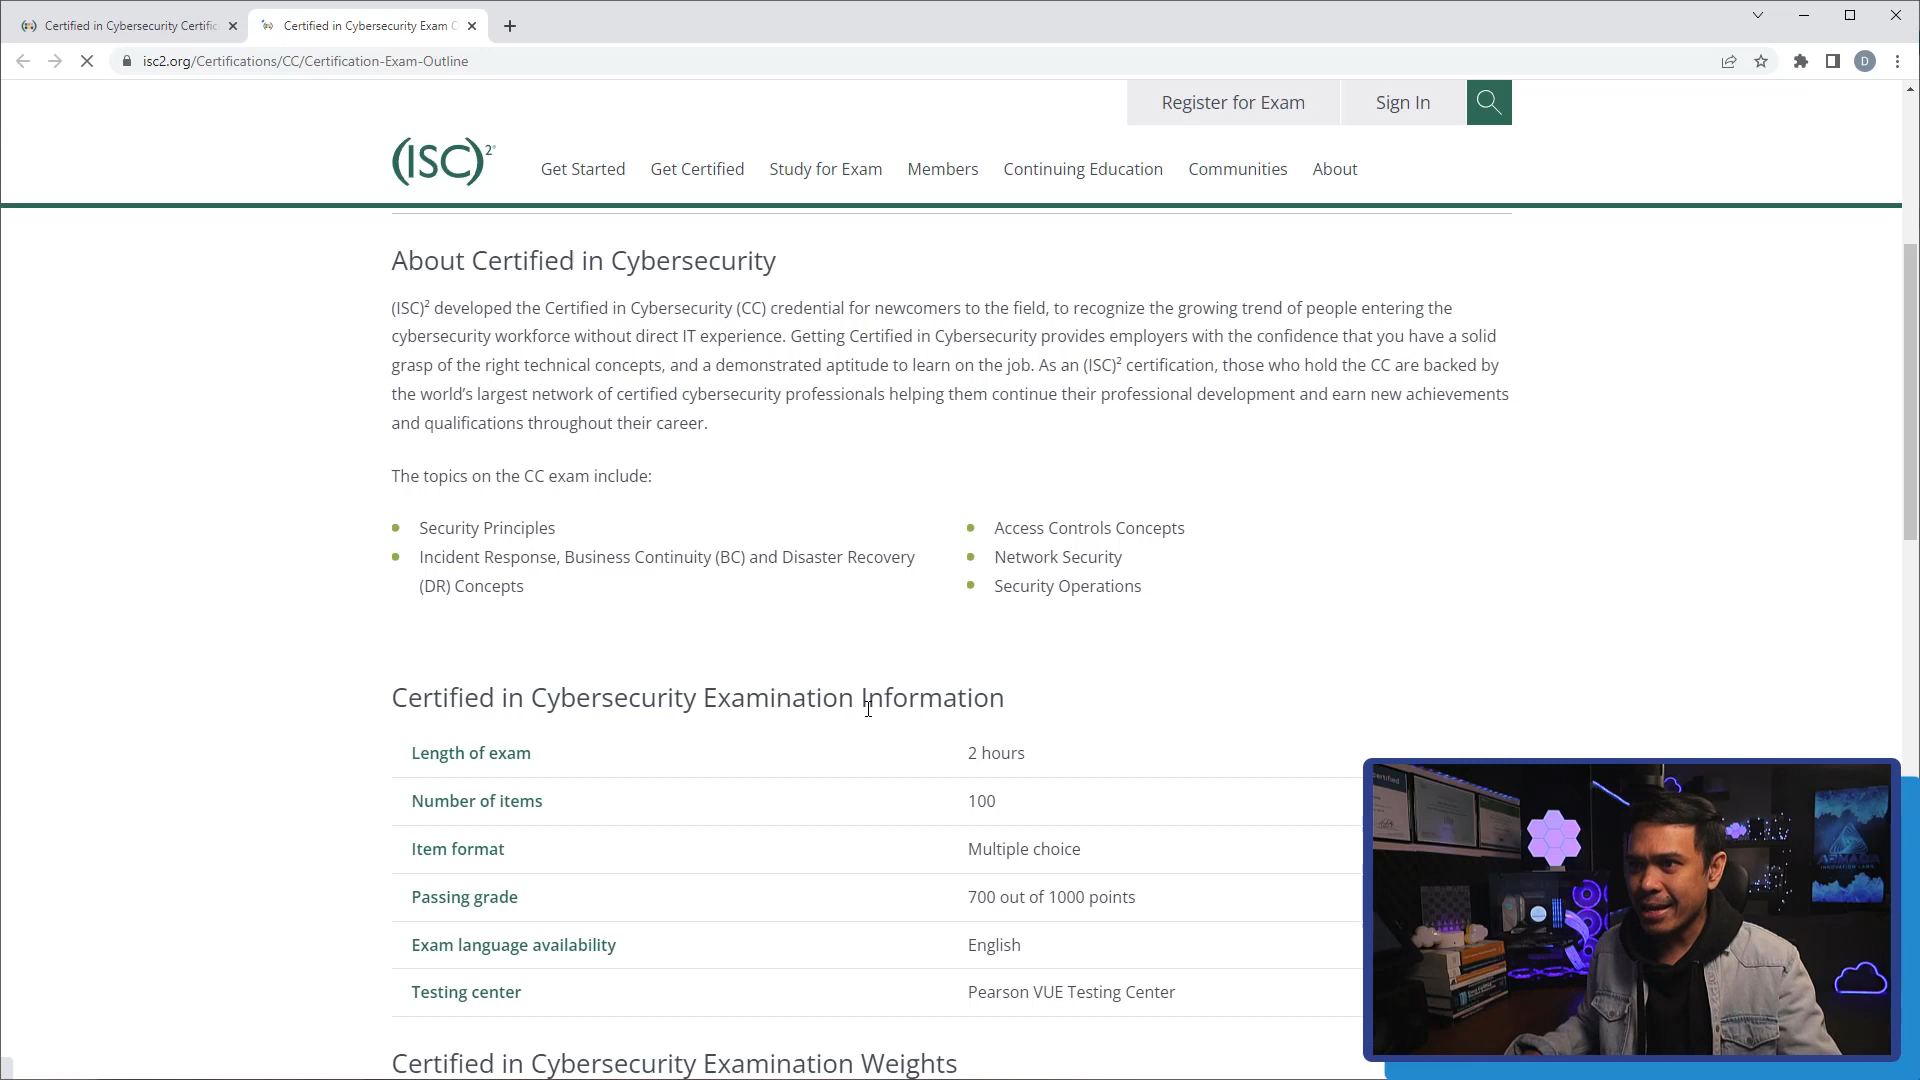 Certified in Cybersecurity Certific
Certified in Cybersecurity Exam O
isc2.org/Certifications/CC/Certification-Exam-Outline
D
Register for Exam
Sign In
(ISC)²®
Get Started
Get Certified
Study for Exam
Members
Continuing Education
Communities
About
About Certified in Cybersecurity
(ISC)² developed the Certified in Cybersecurity (CC) credential for newcomers to the field, to recognize the growing trend of people entering the
cybersecurity workforce without direct IT experience. Getting Certified in Cybersecurity provides employers with the confidence that you have a solid
grasp of the right technical concepts, and a demonstrated aptitude to learn on the job. As an (ISC)² certification, those who hold the CC are backed by
the world’s largest network of certified cybersecurity professionals helping them continue their professional development and earn new achievements
and qualifications throughout their career.
The topics on the CC exam include:
Security Principles
Incident Response, Business Continuity (BC) and Disaster Recovery
(DR) Concepts
Access Controls Concepts
Network Security
Security Operations
Certified in Cybersecurity Examination Information
Length of exam 2 hours
Number of items 100
Item format Multiple choice
Passing grade 700 out of 1000 points
Exam language availability English
Testing center Pearson VUE Testing Center
Certified in Cybersecurity Examination Weights
ARMADA
INNOVATION LABS